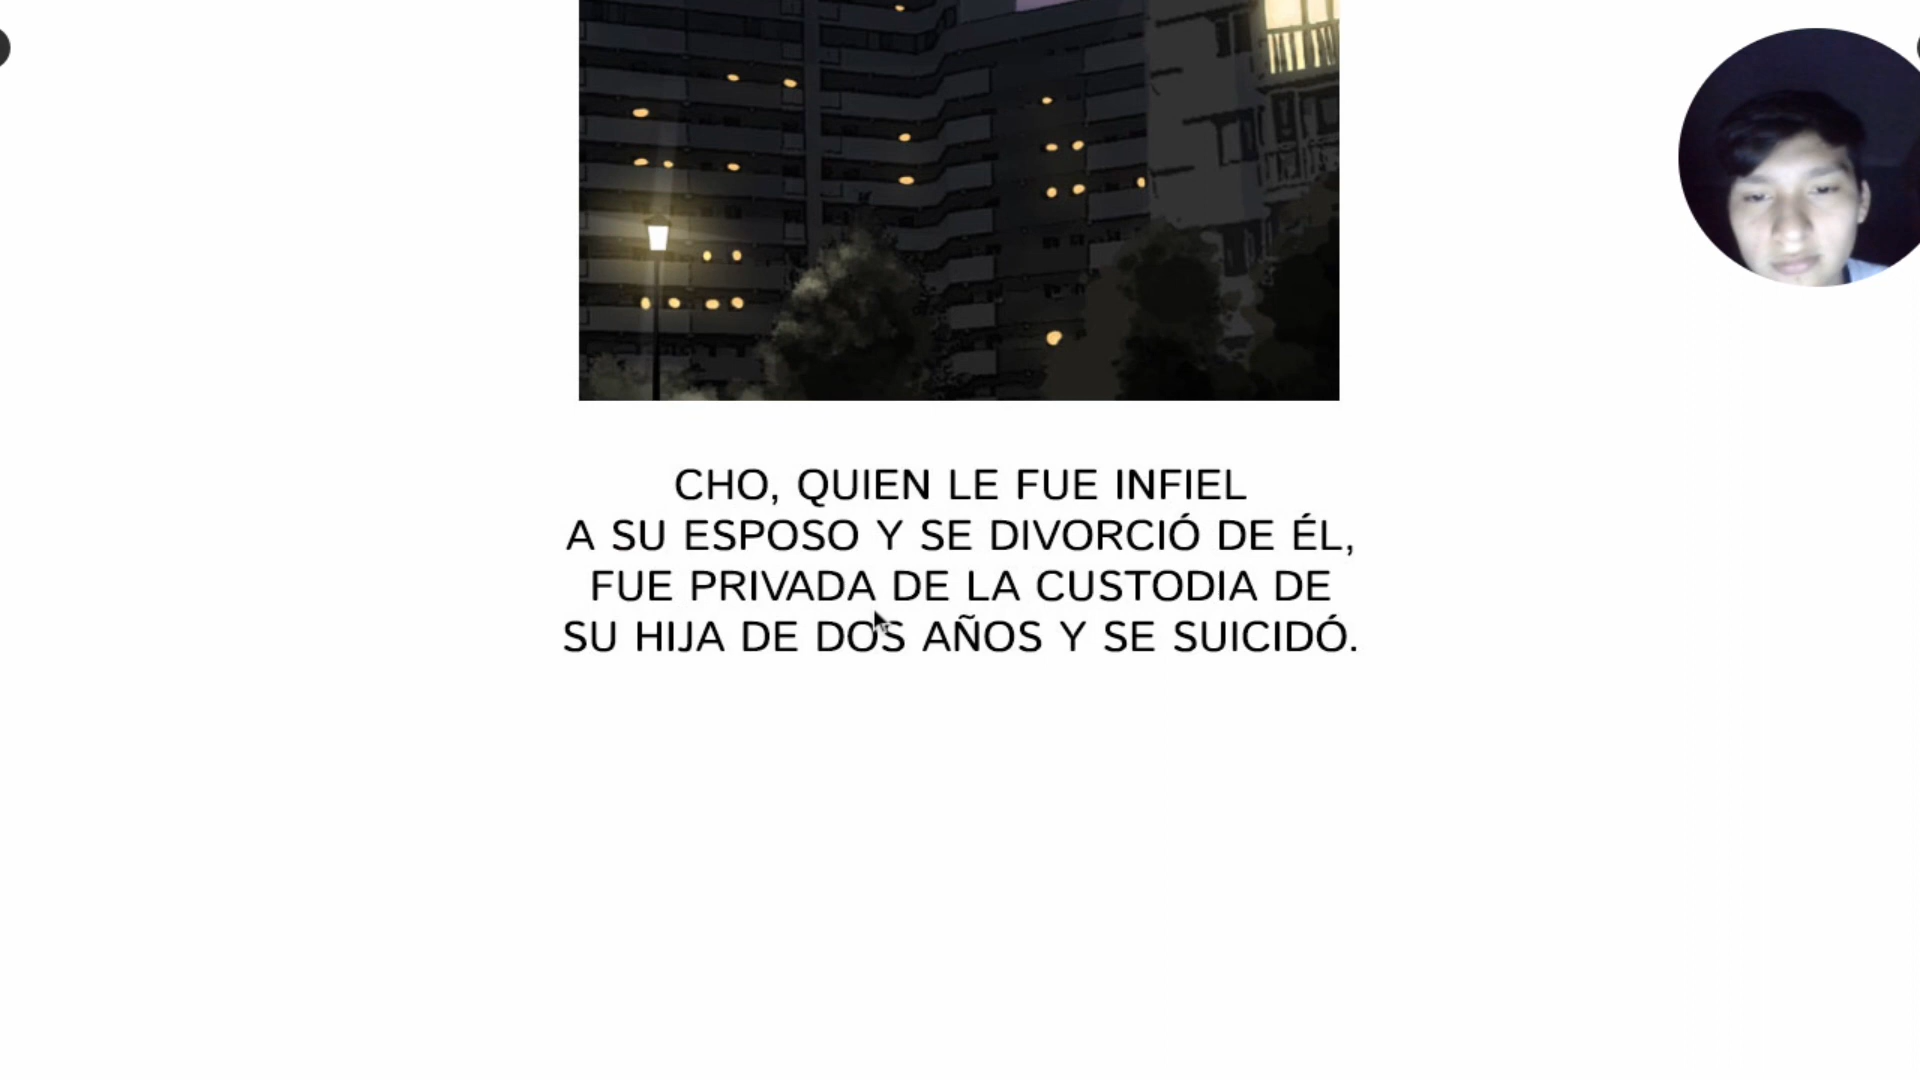 CHO, QUIEN LE FUE INFIEL
A SU ESPOSO Y SE DIVORCIÓ DE ÉL,
FUE PRIVADA DE LA CUSTODIA DE
SU HIJA DE DOS AÑOS Y SE SUICIDÓ.